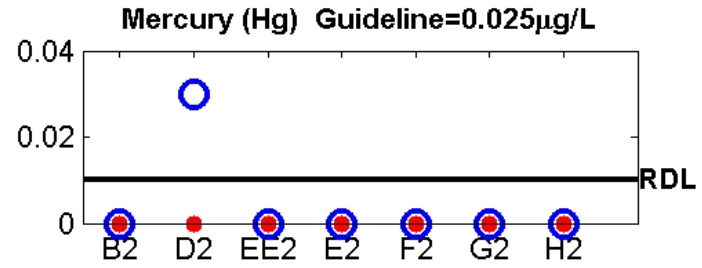 Mercury (Hg) Guideline=0.025μg/L
0.04
0.02
RDL
0
B2 D2 EE2 E2 F2 G2 H2